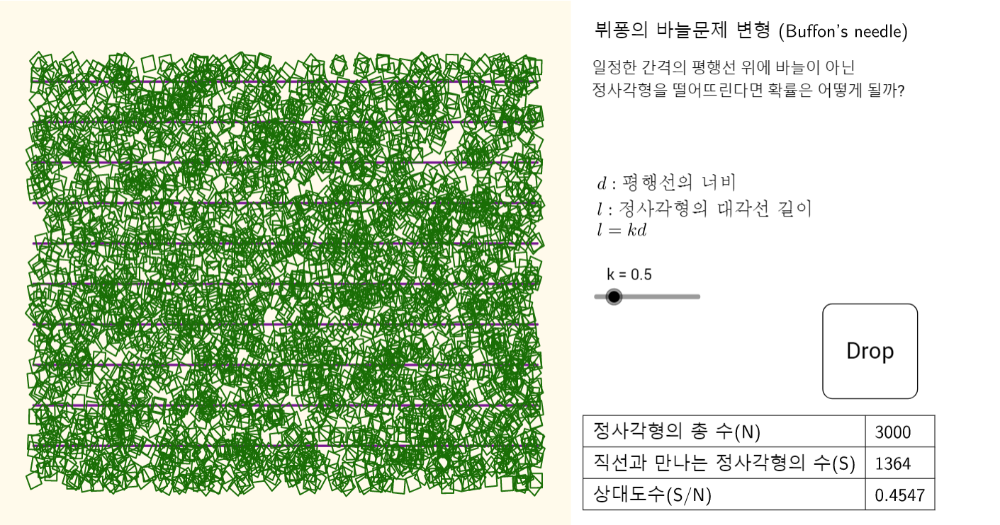 뷔퐁의 바늘문제 변형 (Buffon's needle)
일정한 간격의 평행선 위에 바늘이 아닌
정사각형을 떨어뜨린다면 확률은 어떻게 될까?
d : 평행선의 너비
l : 정사각형의 대각선 길이
l = kd
k = 0.5
Drop
정사각형의 총 수(N) 3000
직선과 만나는 정사각형의 수(S) 1364
상대도수(S/N) 0.4547